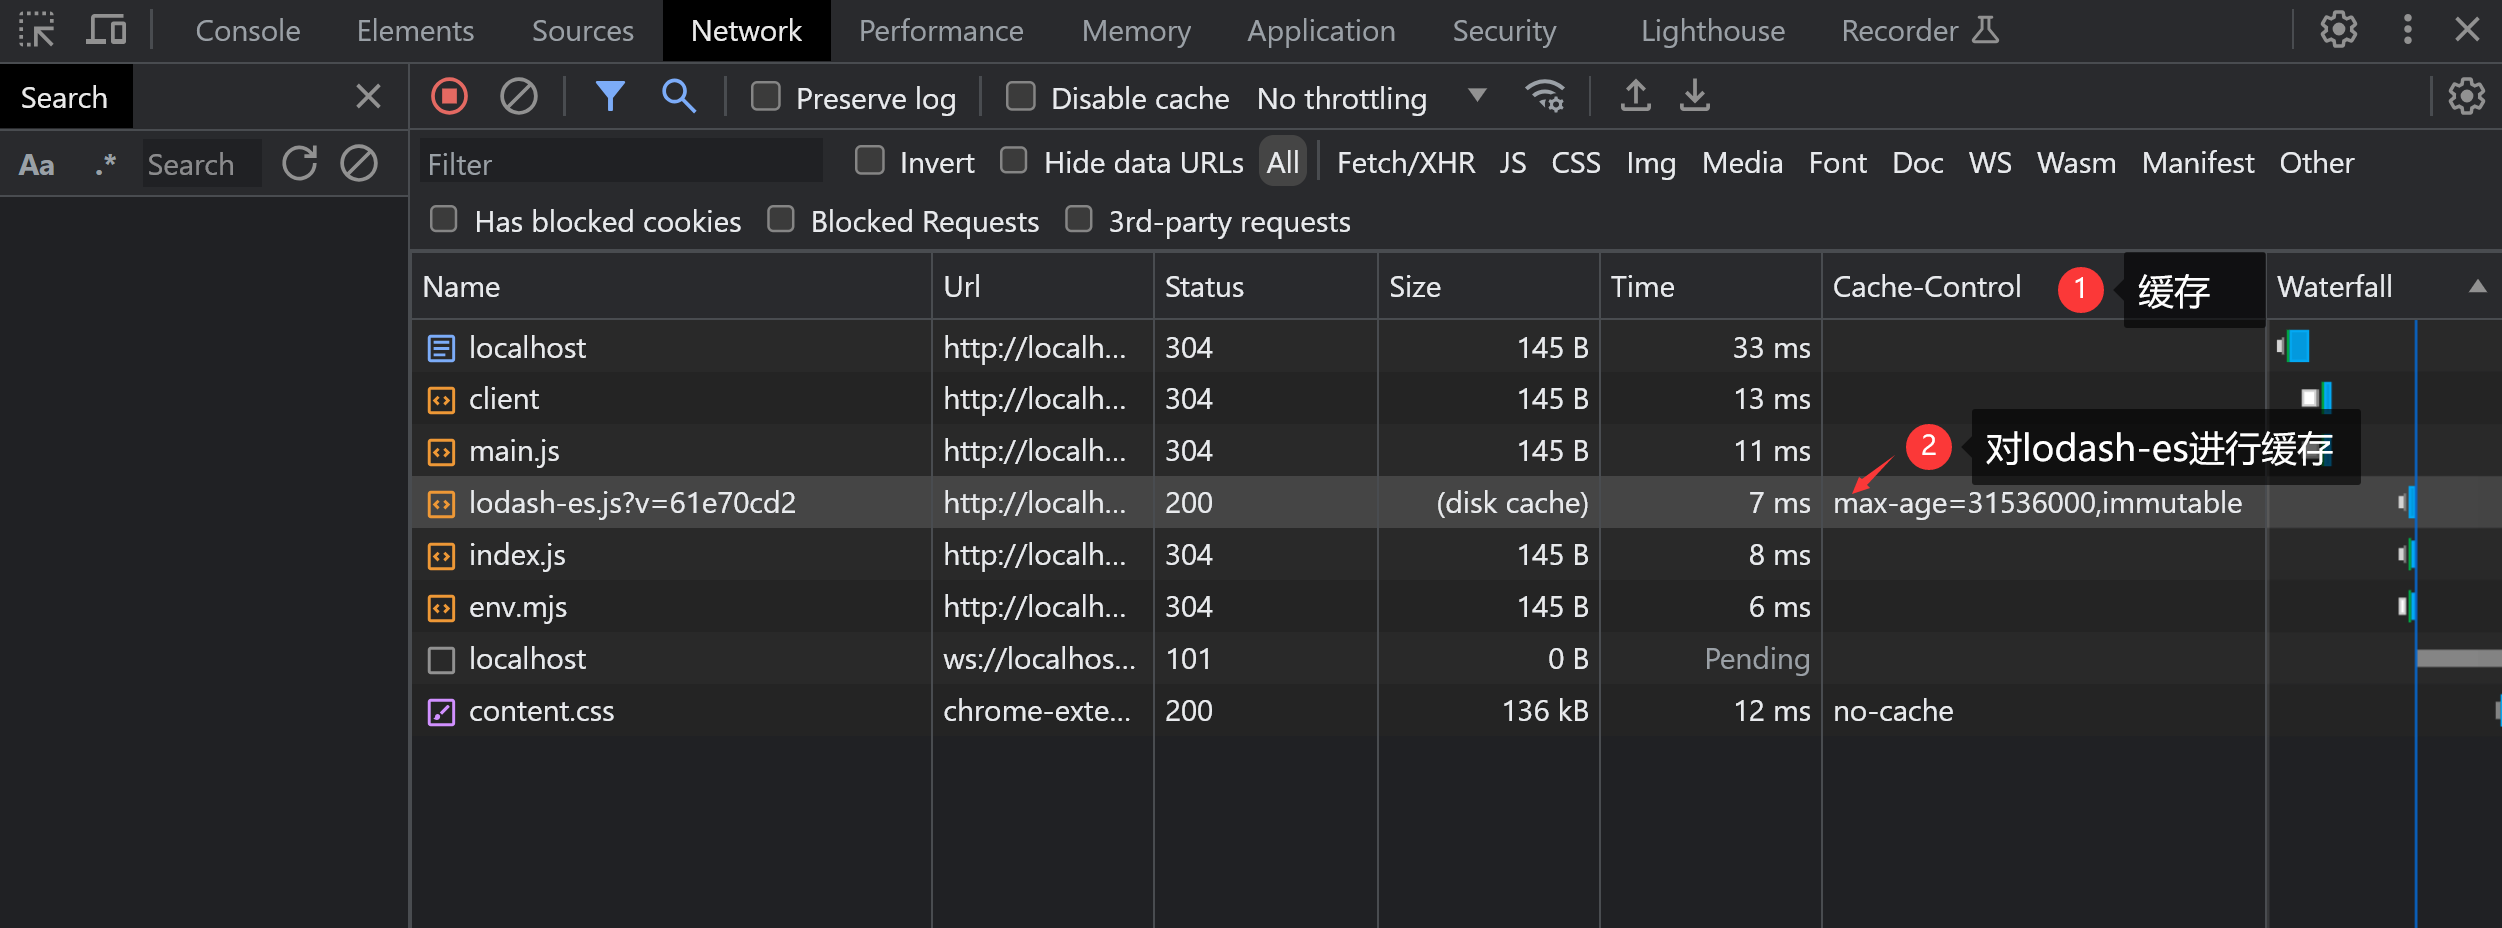 Console Elements Sources Network Performance Memory Application Security Lighthouse Recorder
Search
Preserve log Disable cache No throttling
Aa .* Search
Filter Invert Hide data URLs All Fetch/XHR JS CSS Img Media Font Doc WS Wasm Manifest Other
Has blocked cookies Blocked Requests 3rd-party requests
Name Url Status Size Time Cache-Control 1 缓存 Waterfall
localhost http://localh... 304 145 B 33 ms
client http://localh... 304 145 B 13 ms
main.js http://localh... 304 145 B 11 ms 2 对lodash-es进行缓存
lodash-es.js?v=61e70cd2 http://localh... 200 (disk cache) 7 ms max-age=31536000,immutable
index.js http://localh... 304 145 B 8 ms
env.mjs http://localh... 304 145 B 6 ms
localhost ws://localhos... 101 0 B Pending
content.css chrome-exte... 200 136 kB 12 ms no-cache